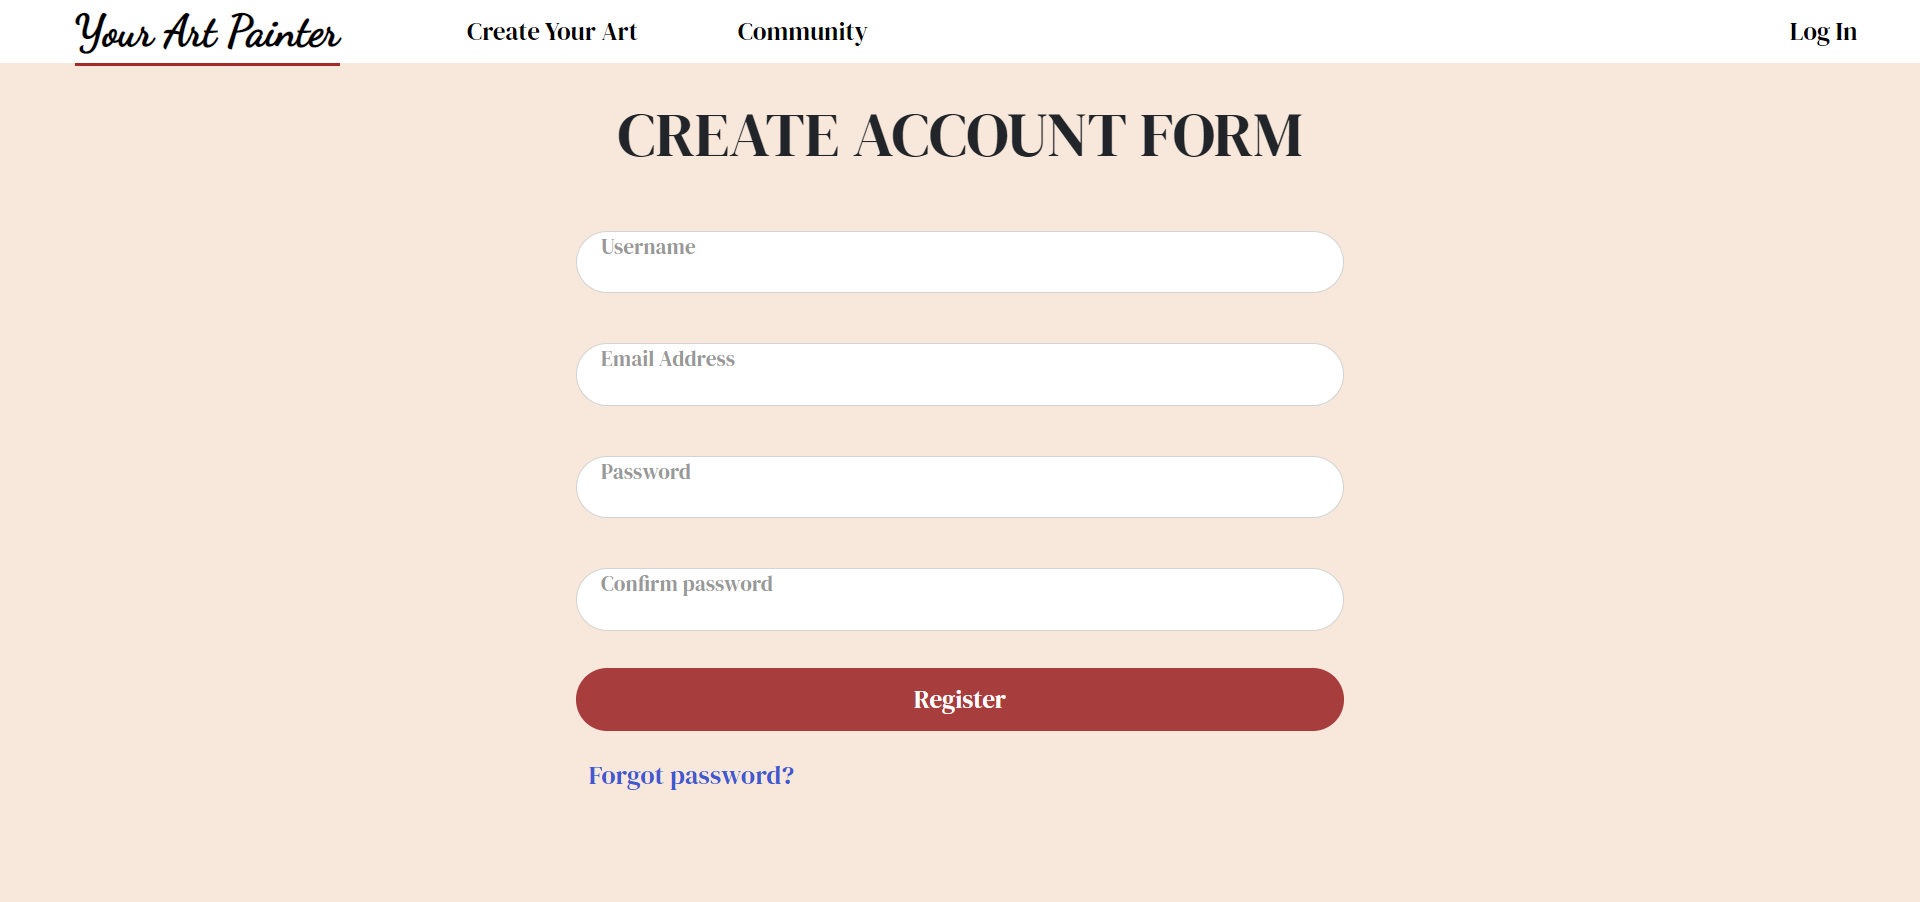 Your Art Painter
Create Your Art
Community
Log In
CREATE ACCOUNT FORM
Username
Email Address
Password
Confirm password
Register
Forgot password?